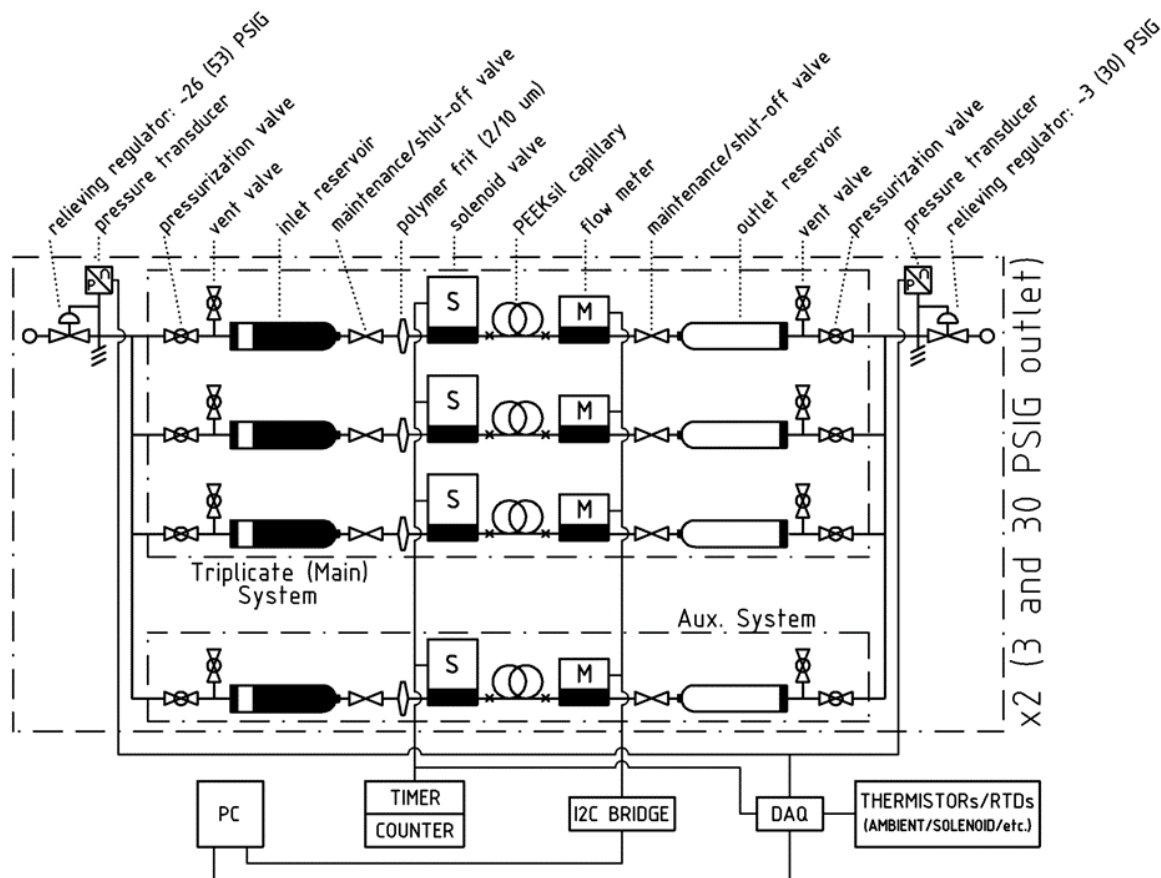 relieving regulator: ~26 (53) PSIG
pressure transducer
pressurization valve
vent valve
inlet reservoir
maintenance/shut-off valve
polymer frit (2/10 um)
solenoid valve
PEEKsil capillary
flow meter
maintenance/shut-off valve
outlet reservoir
vent valve
pressurization valve
pressure transducer
relieving regulator: ~3 (30) PSIG
P
U
S
M
P
U
S
M
S
M
Triplicate (Main)
System
Aux. System
S
M
x2 (3 and 30 PSIG outlet)
PC
TIMER
COUNTER
I2C BRIDGE
DAQ
THERMISTORs/RTDs
(AMBIENT/SOLENOID/etc.)